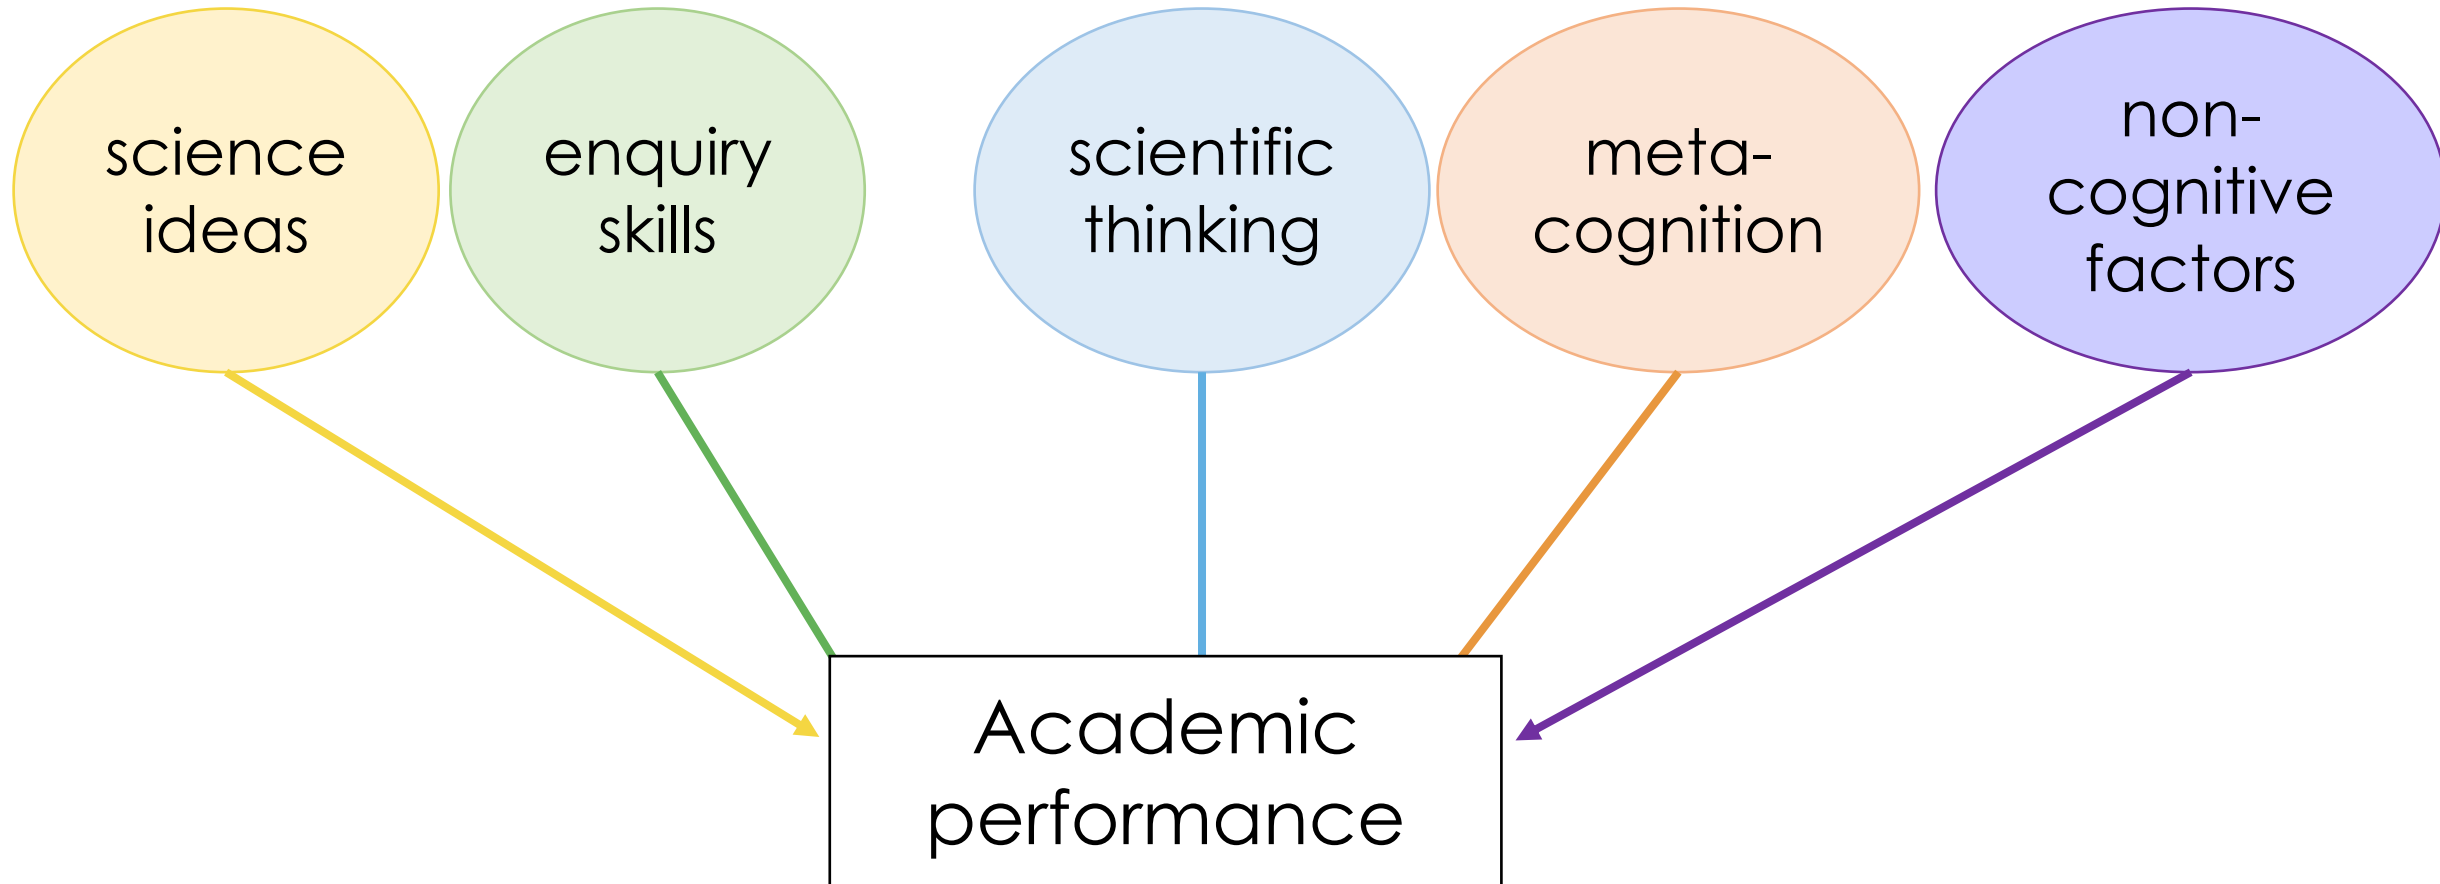 science
ideas
enquiry
skills
scientific
thinking
meta-
cognition
non-
cognitive
factors
Academic
performance